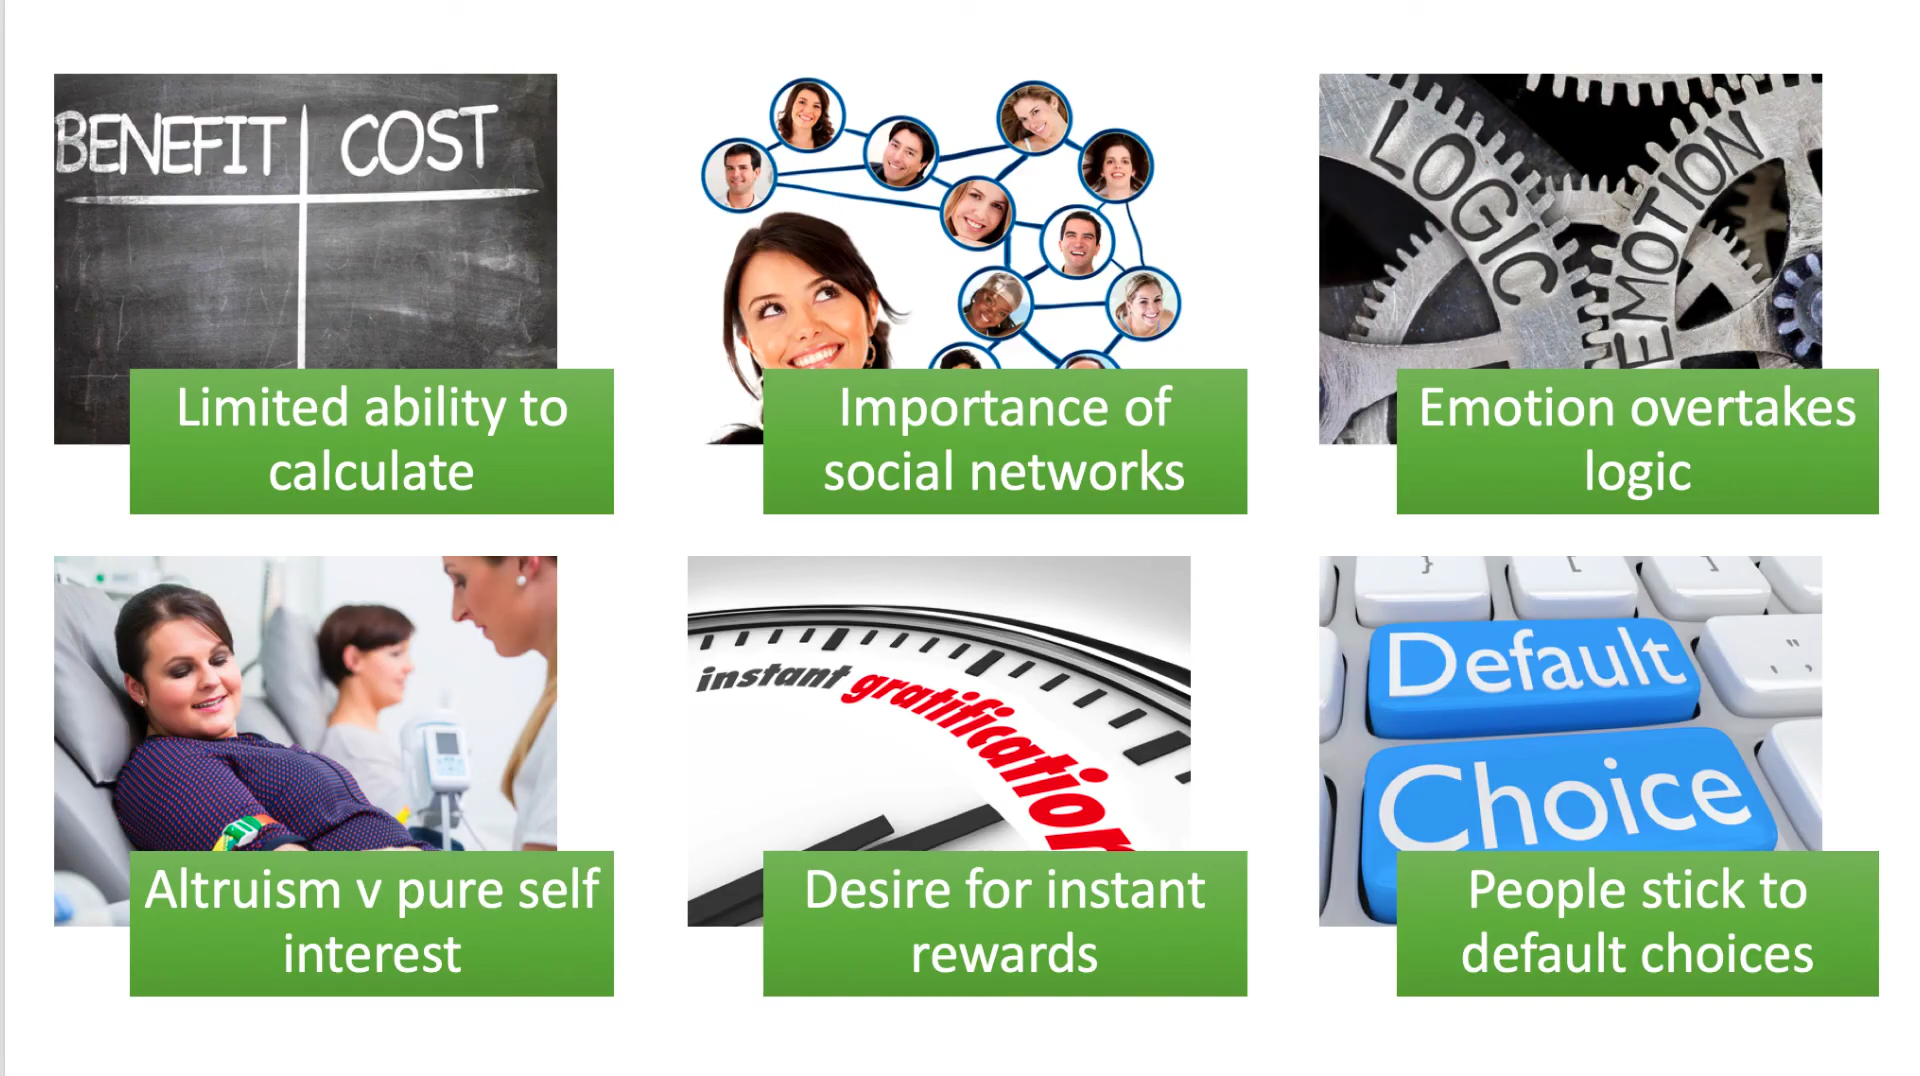 BENEFIT COST
Limited ability to
calculate
Importance of
social networks
LOGIC
EMOTION
Emotion overtakes
logic
Altruism v pure self
interest
instant gratification
Desire for instant
rewards
} [ ]
" ' ,
Default
Choice
People stick to
default choices